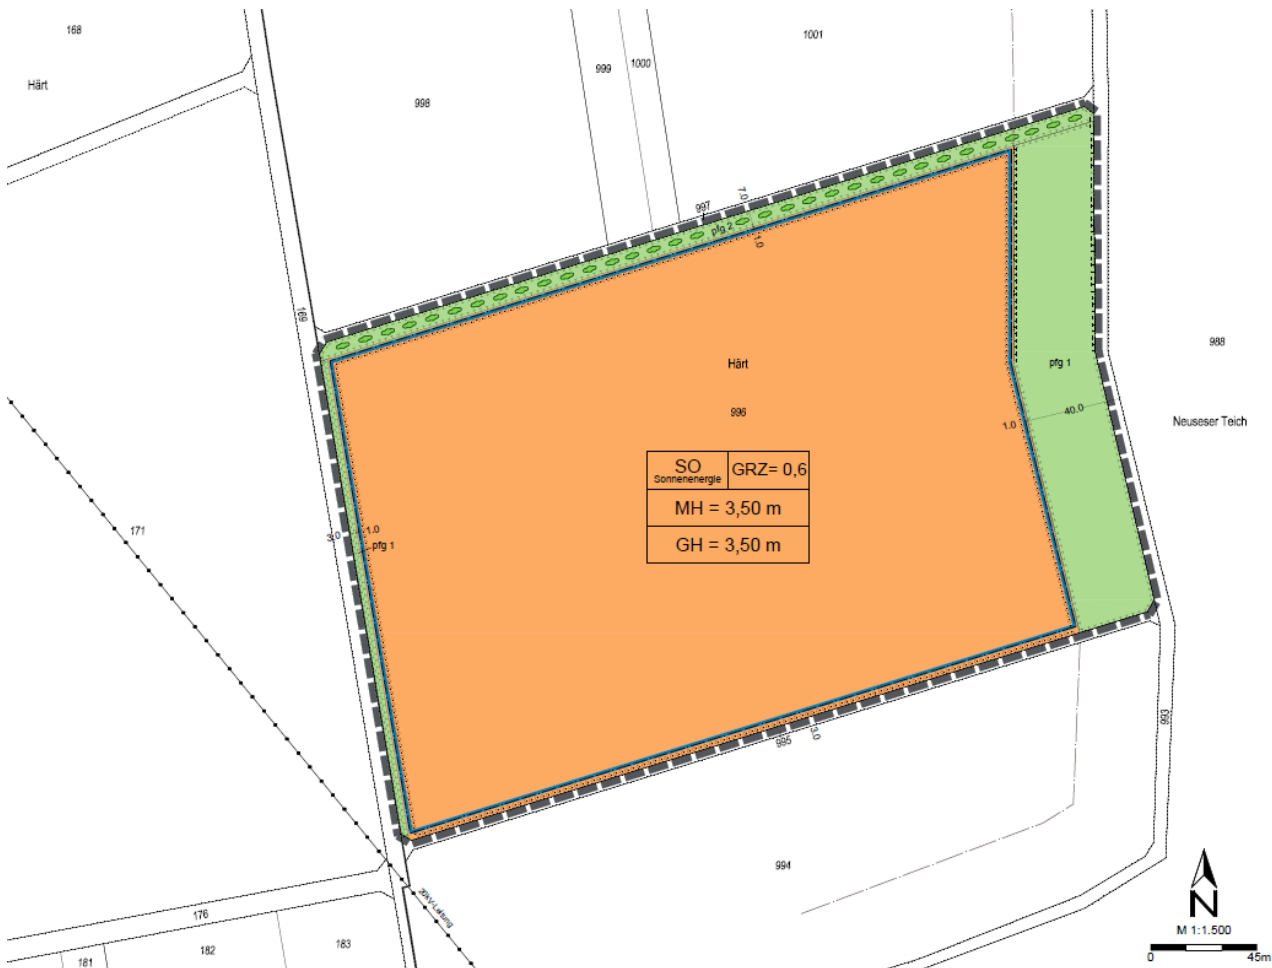 168
1001
999
1000
Härt
998
7.0
997
pfg 2
1.0
169
988
Härt
pfg 1
996
40.0
1.0
Neuseser Teich
SO
Sonnenenergie
GRZ= 0,6
MH = 3,50 m
GH = 3,50 m
171
3.0
1.0
pfg 1
993
3.0
995
994
20kV-Leitung
176
183
182
181
N
M 1:1.500
0
45m